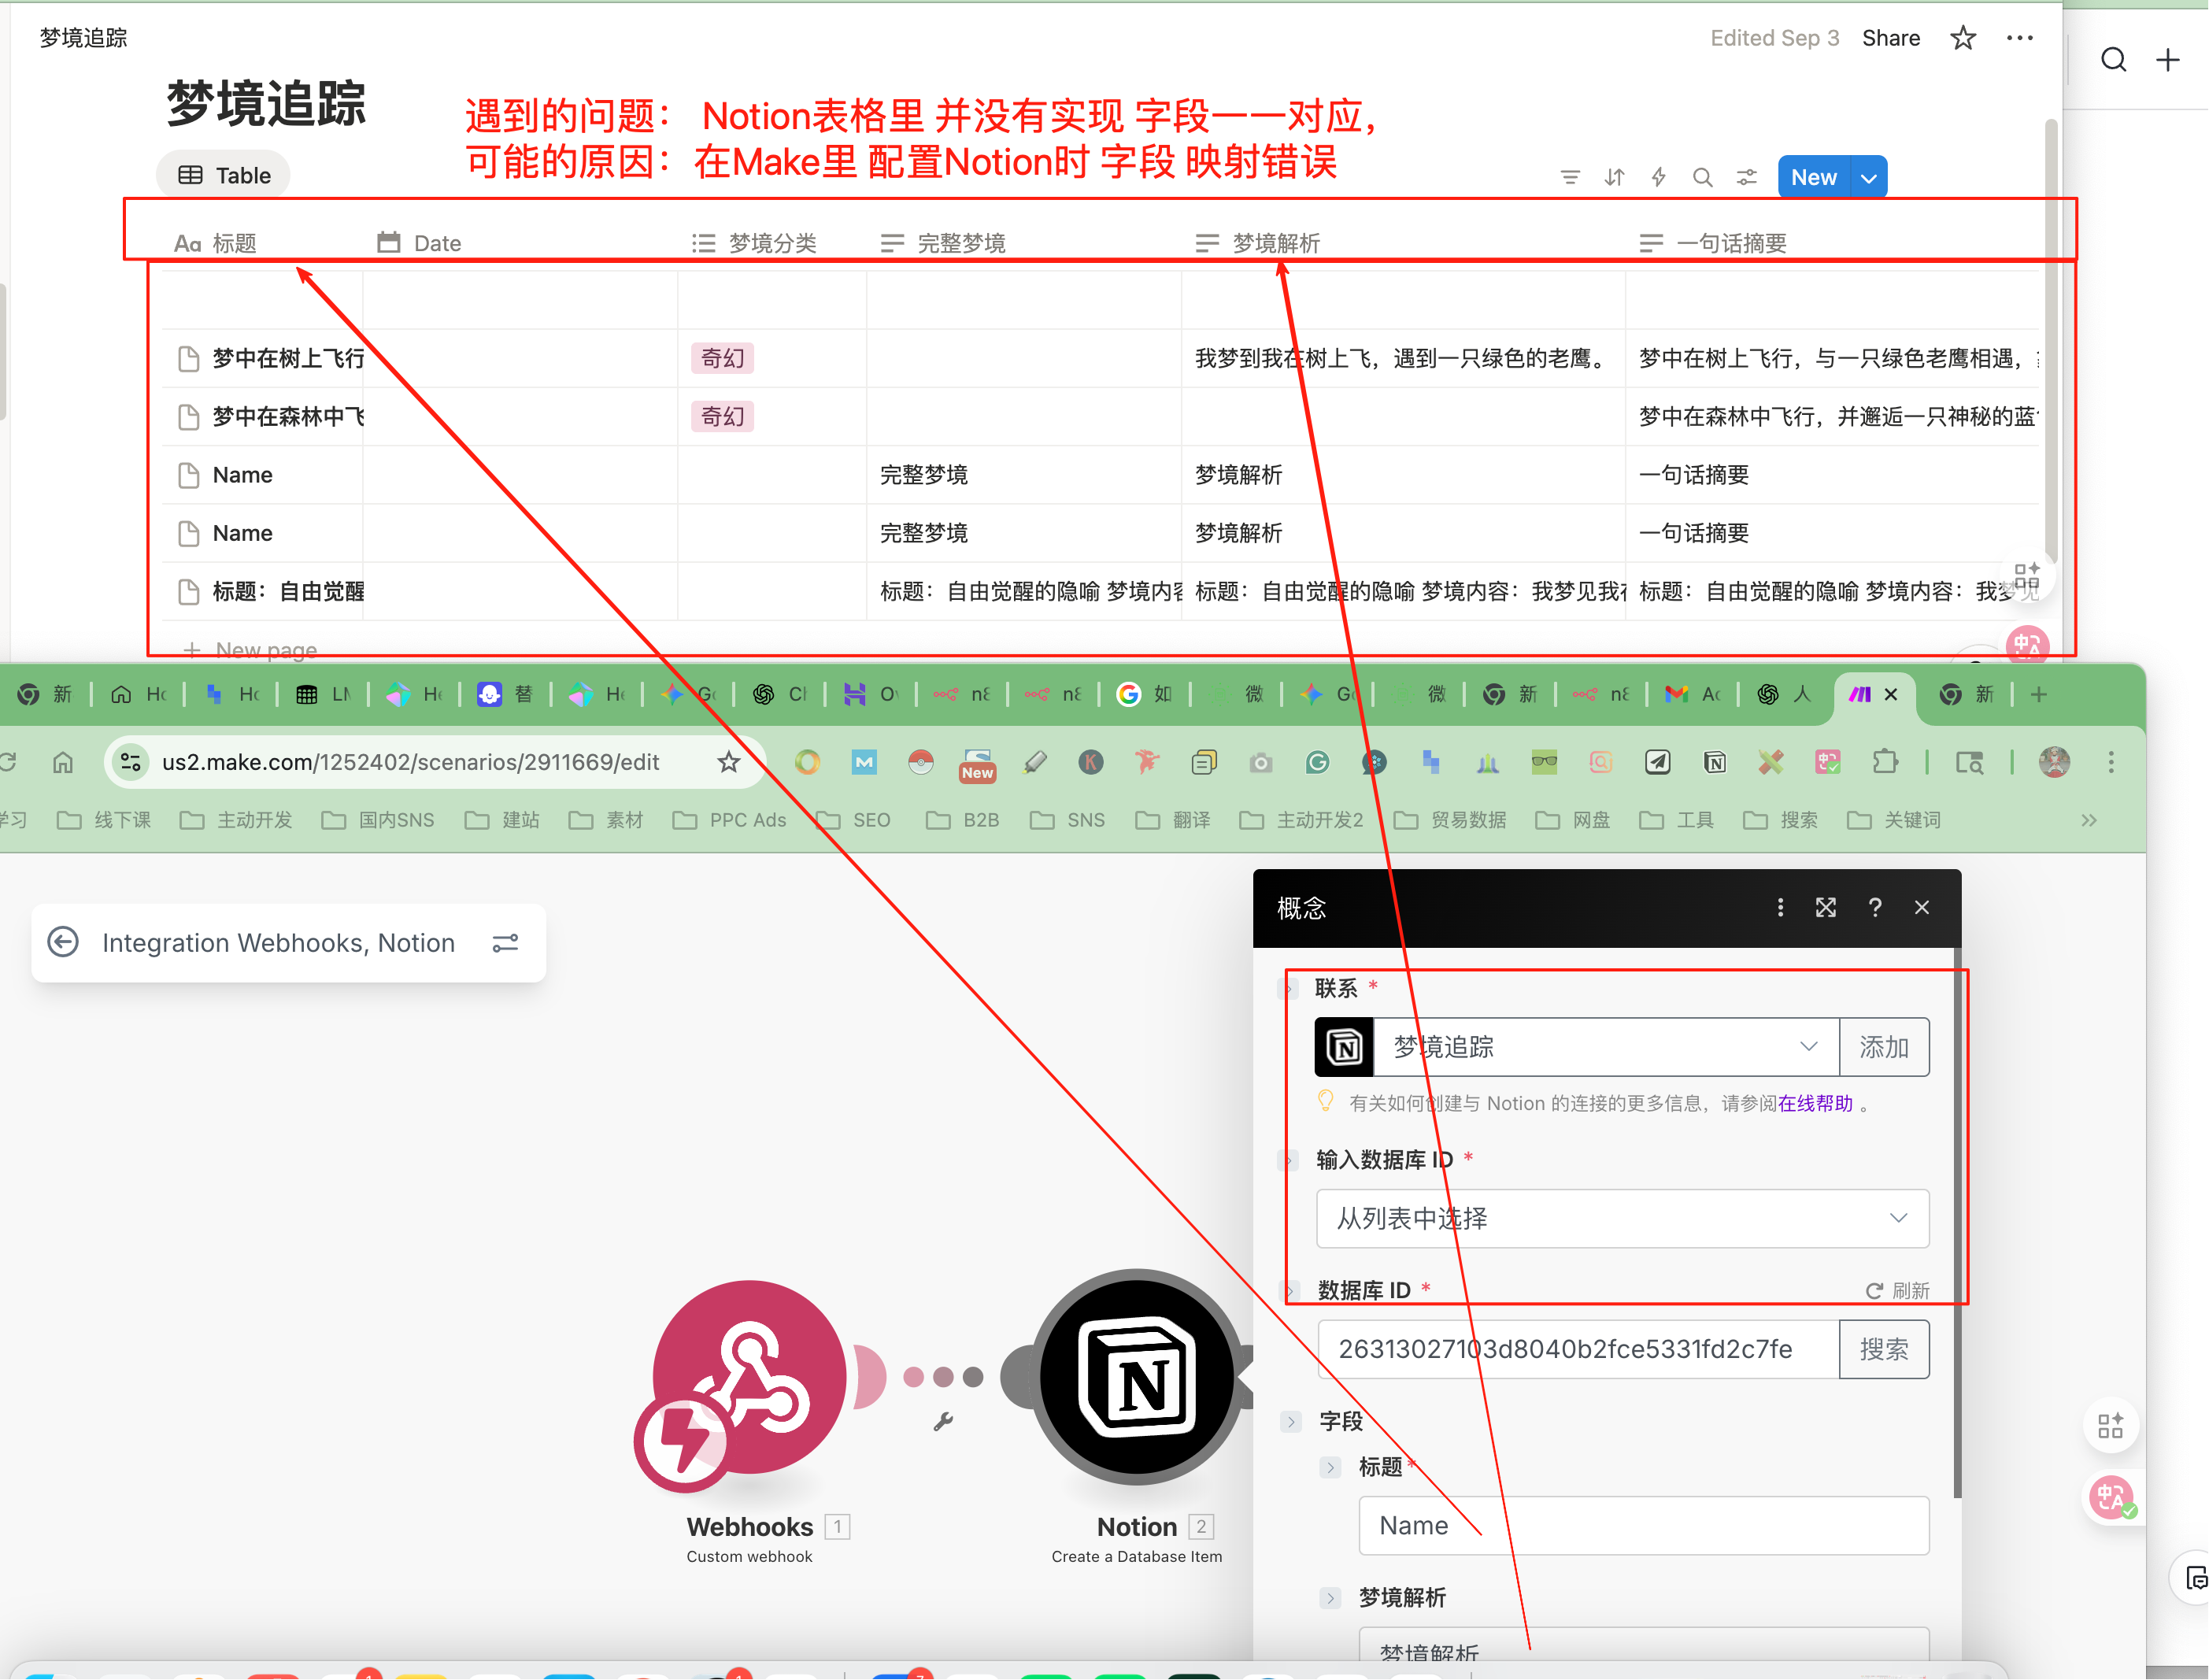 梦境追踪
Edited Sep 3 Share
梦境追踪
遇到的问题： Notion表格里 并没有实现 字段一一对应，
可能的原因：在Make里 配置Notion时 字段 映射错误
Table
New
Aa 标题 Date 梦境分类 完整梦境 梦境解析 一句话摘要
梦中在树上飞行 奇幻 我梦到我在树上飞，遇到一只绿色的老鹰。 梦中在树上飞行，与一只绿色老鹰相遇，
梦中在森林中飞 奇幻 梦中在森林中飞行，并邂逅一只神秘的蓝
Name 完整梦境 梦境解析 一句话摘要
Name 完整梦境 梦境解析 一句话摘要
标题：自由觉醒 标题：自由觉醒的隐喻 梦境内容 标题：自由觉醒的隐喻 梦境内容：我梦见我在 标题：自由觉醒的隐喻 梦境内容：我梦见
+ New page
新 Ho Ho LM He 替 He Go Ch Ov n8 n8 如 微 Go 微 新 n8 Ac 人 新
us2.make.com/1252402/scenarios/2911669/edit
New
学习 线下课 主动开发 国内SNS 建站 素材 PPC Ads SEO B2B SNS 翻译 主动开发2 贸易数据 网盘 工具 搜索 关键词
Integration Webhooks, Notion
概念
联系 *
梦境追踪 添加
有关如何创建与 Notion 的连接的更多信息，请参阅在线帮助 。
输入数据库 ID *
从列表中选择
数据库 ID * 刷新
26313027103d8040b2fce5331fd2c7fe 搜索
字段
标题 *
Name
梦境解析
梦境解析
Webhooks 1
Custom webhook
Notion 2
Create a Database Item